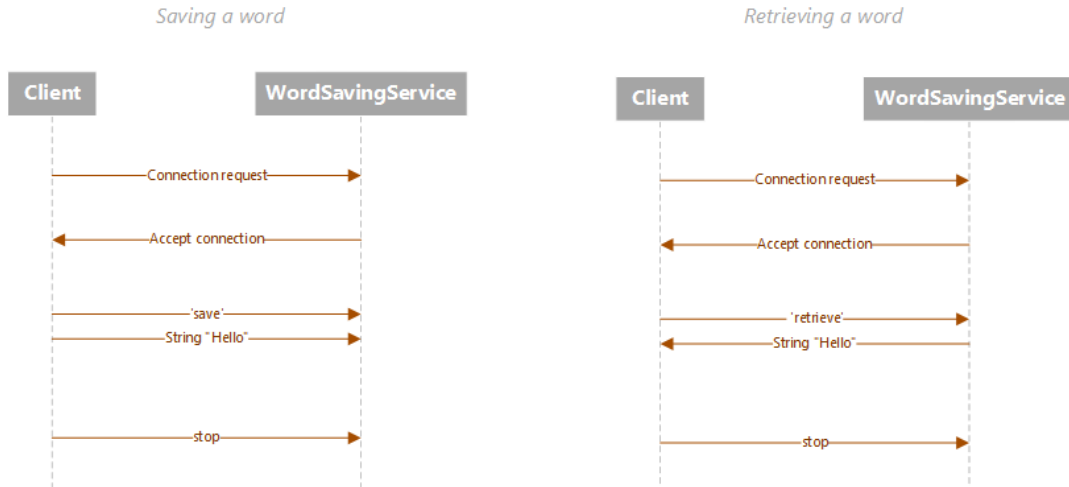 Saving a word
Client
WordSavingService
Connection request
Accept connection
'save'
String "Hello"
stop
Retrieving a word
Client
WordSavingService
Connection request
Accept connection
'retrieve'
String "Hello"
stop